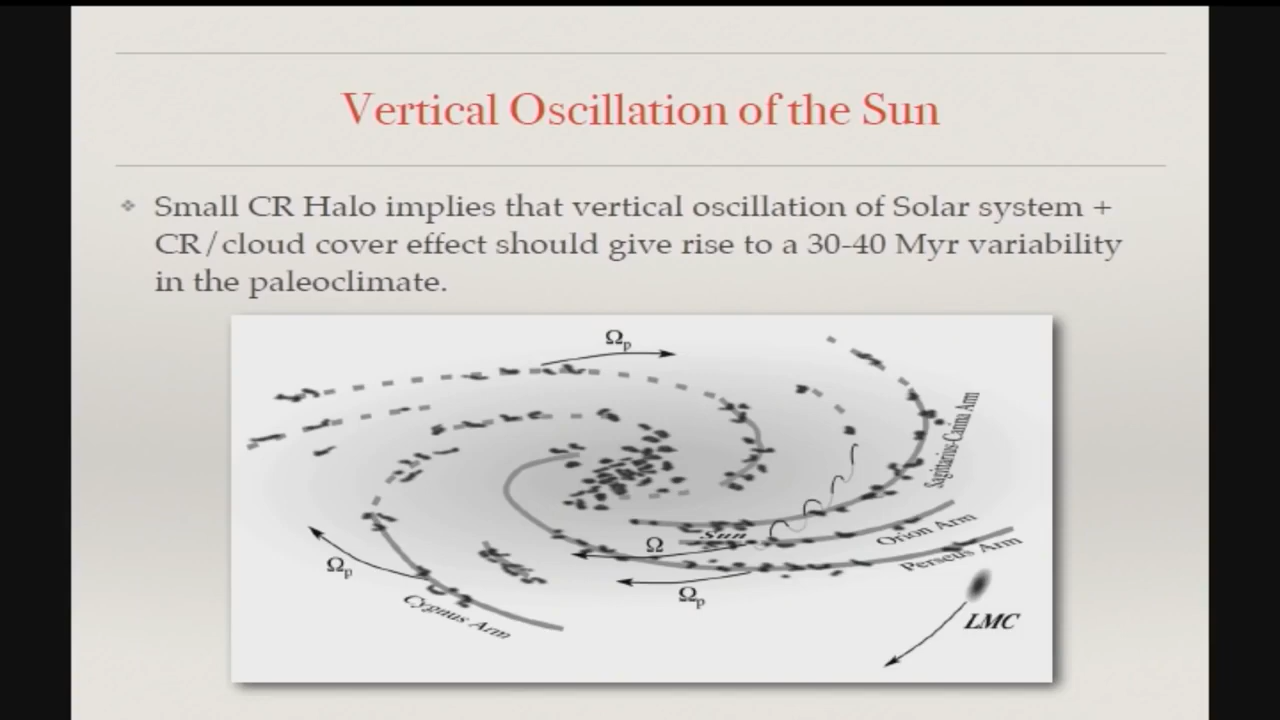 Vertical Oscillation of the Sun
Small CR Halo implies that vertical oscillation of Solar system +
CR/cloud cover effect should give rise to a 30-40 Myr variability
in the paleoclimate.
Ωp
Sagittarius-Carina Arm
Sun
Orion Arm
Ω
Perseus Arm
Ωp
Ωp
Cygnus Arm
LMC